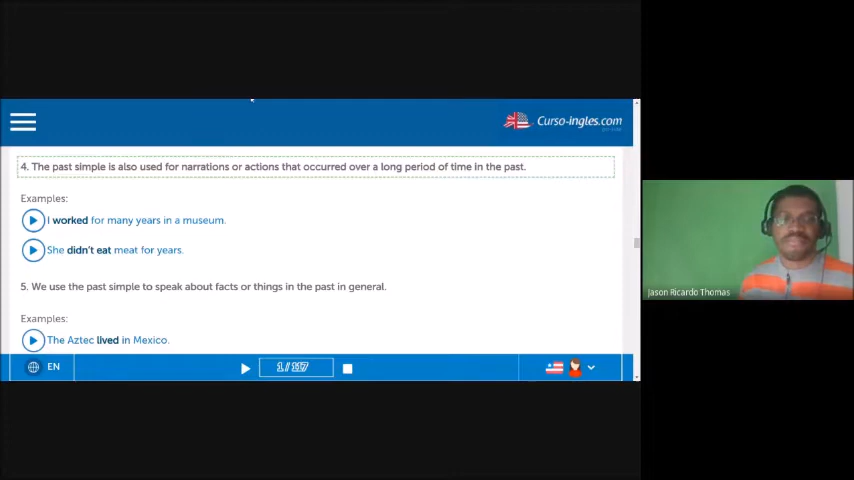 Curso-ingles.com
4. The past simple is also used for narrations or actions that occurred over a long period of time in the past.
Examples:
I worked for many years in a museum.
She didn't eat meat for years.
5. We use the past simple to speak about facts or things in the past in general.
Examples:
The Aztec lived in Mexico.
EN
1 / 117
Jason Ricardo Thomas